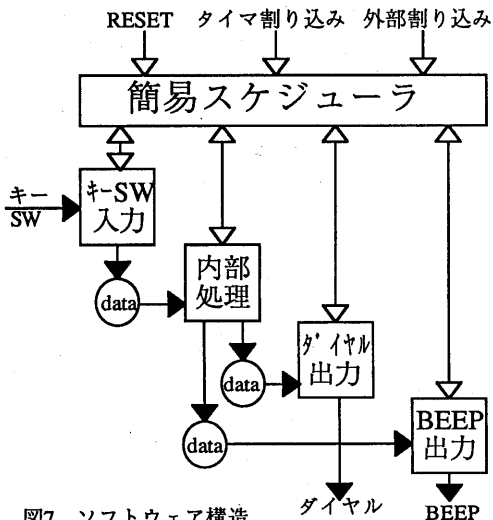 RESET タイマ割り込み 外部割り込み
簡易スケジューラ
キー
SW
キーSW
入力
data
内部
処理
data
ダイヤル
出力
data
BEEP
出力
図7 ソフトウェア構造
ダイヤル
BEEP